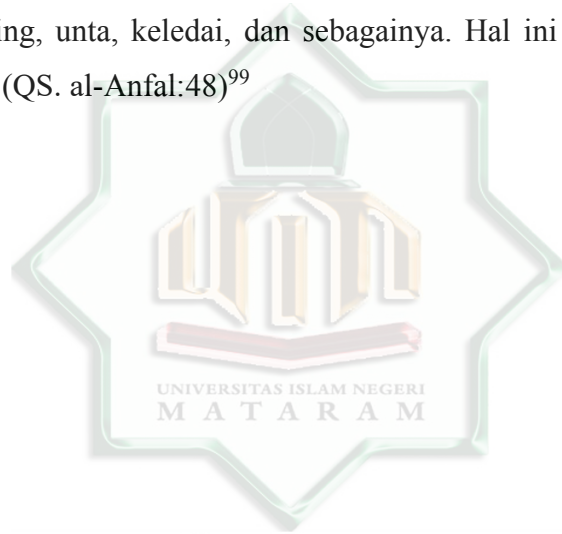 ing, unta, keledai, dan sebagainya. Hal ini
(QS. al-Anfal:48)⁹⁹
UNIVERSITAS ISLAM NEGERI
M A T A R A M